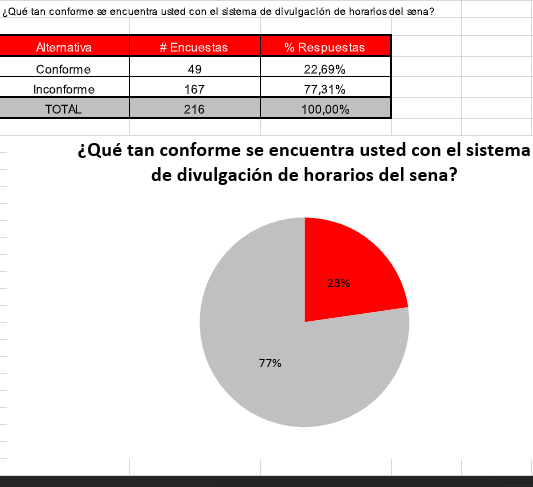 ¿Qué tan conforme se encuentra usted con el sistema de divulgación de horarios del sena?
Alternativa # Encuestas % Respuestas
Conforme 49 22,69%
Inconforme 167 77,31%
TOTAL 216 100,00%
¿Qué tan conforme se encuentra usted con el sistema
de divulgación de horarios del sena?
23%
77%